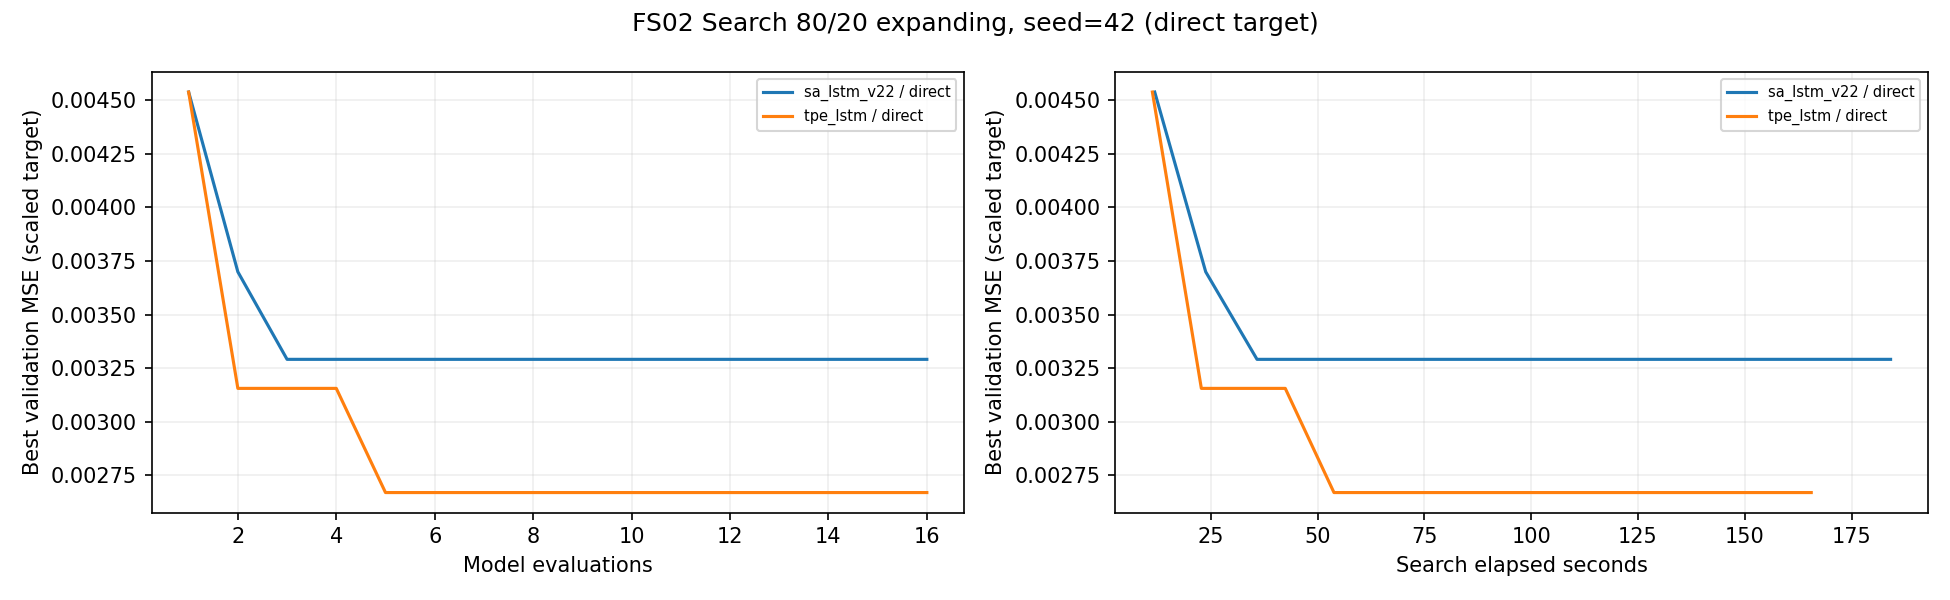 FS02 Search 80/20 expanding, seed=42 (direct target)
Best validation MSE (scaled target)
0.00450
0.00425
0.00400
0.00375
0.00350
0.00325
0.00300
0.00275
sa_lstm_v22 / direct
tpe_lstm / direct
2 4 6 8 10 12 14 16
Model evaluations
Best validation MSE (scaled target)
0.00450
0.00425
0.00400
0.00375
0.00350
0.00325
0.00300
0.00275
sa_lstm_v22 / direct
tpe_lstm / direct
25 50 75 100 125 150 175
Search elapsed seconds